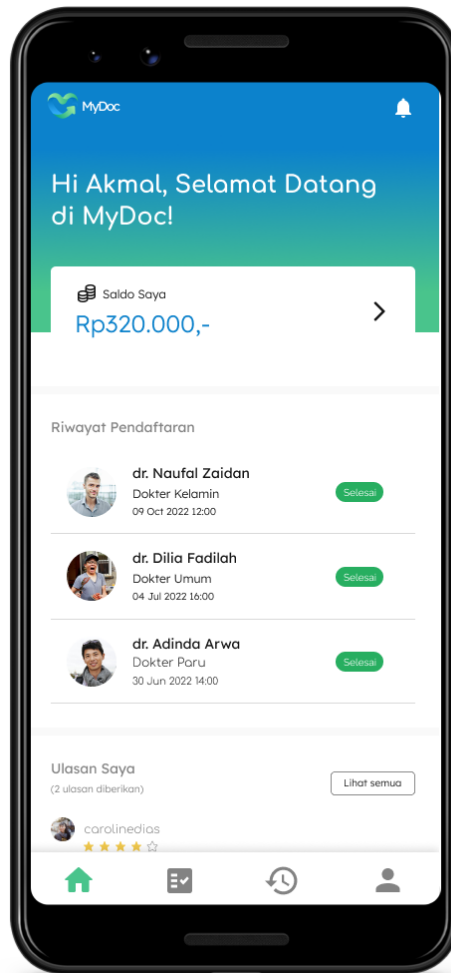 MyDoc
Hi Akmal, Selamat Datang
di MyDoc!
Saldo Saya
Rp320.000,-
Riwayat Pendaftaran
dr. Naufal Zaidan
Dokter Kelamin
Selesai
09 Oct 2022 12:00
dr. Dilia Fadilah
Dokter Umum
Selesai
04 Jul 2022 16:00
dr. Adinda Arwa
Dokter Paru
Selesai
30 Jun 2022 14:00
Ulasan Saya
(2 ulasan diberikan)
Lihat semua
carolinedias